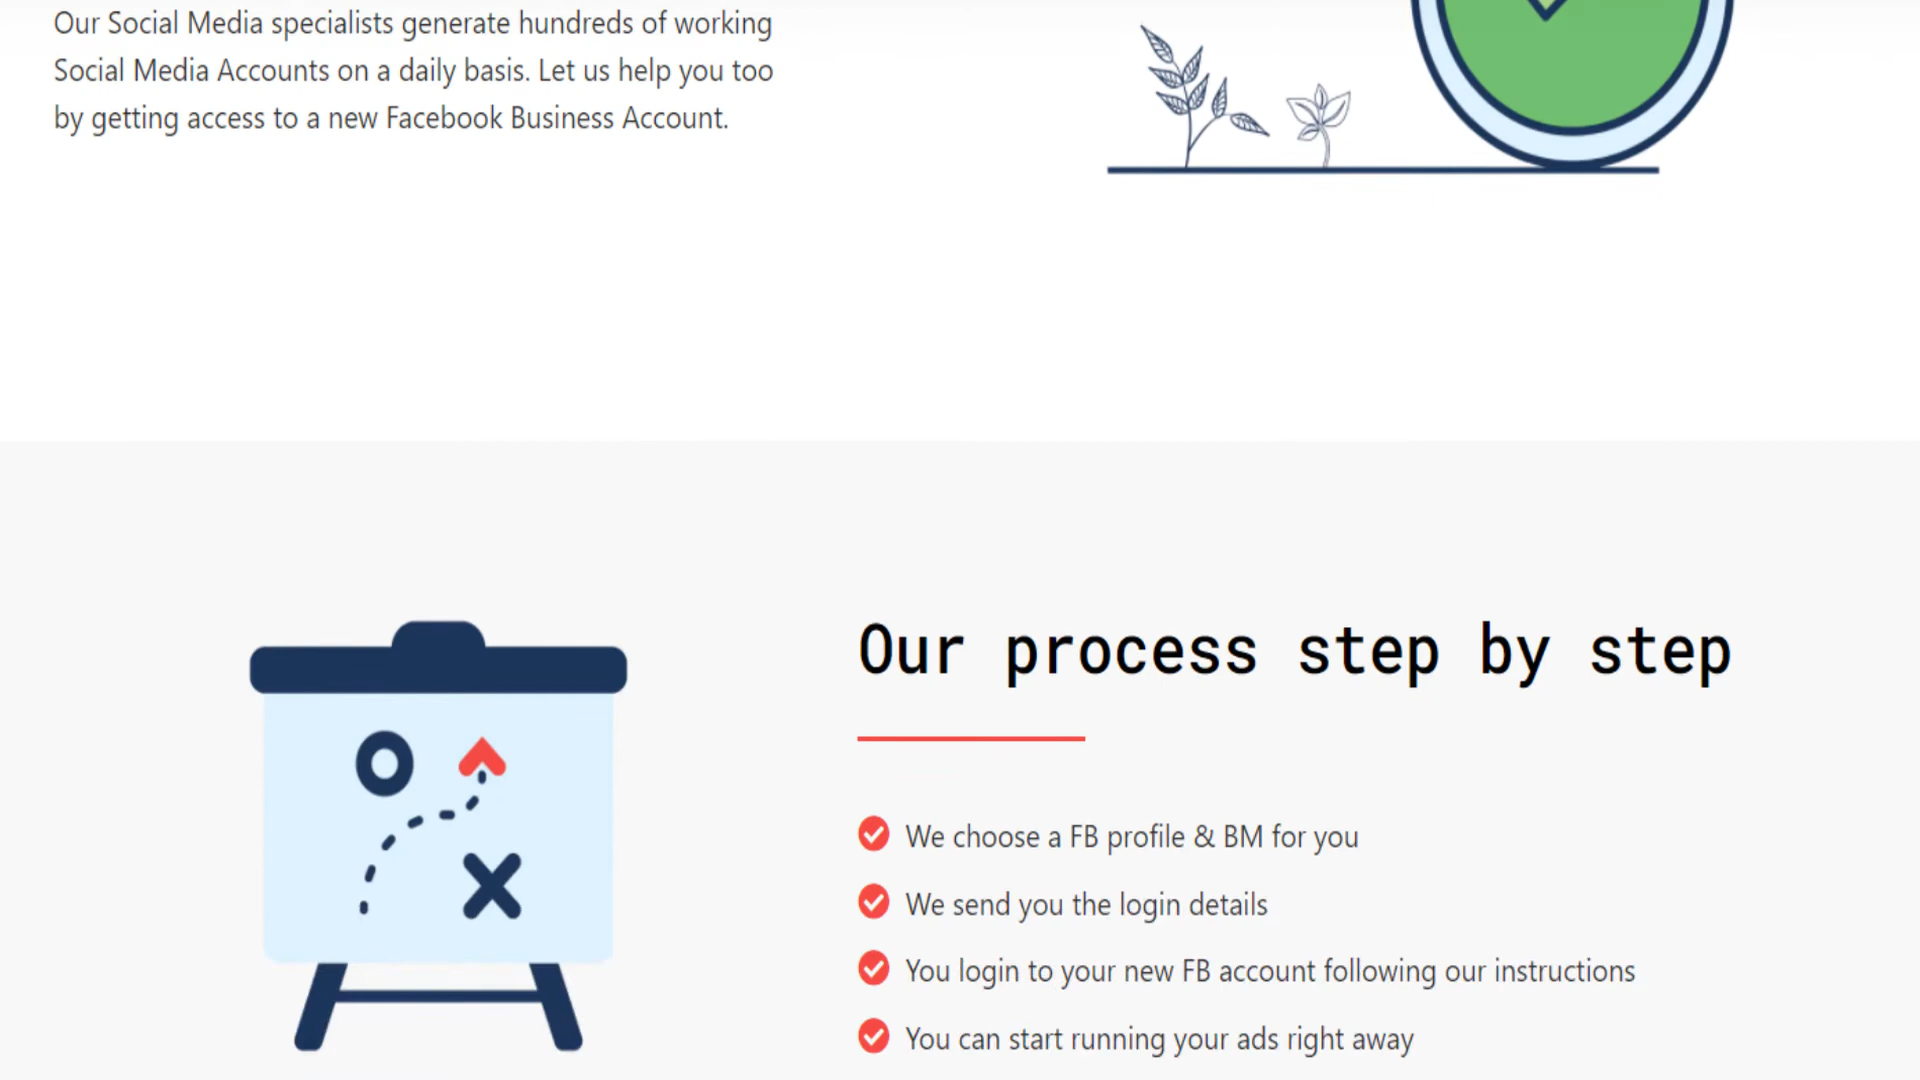 Our Social Media specialists generate hundreds of working
Social Media Accounts on a daily basis. Let us help you too
by getting access to a new Facebook Business Account.
Our process step by step
We choose a FB profile & BM for you
We send you the login details
You login to your new FB account following our instructions
You can start running your ads right away